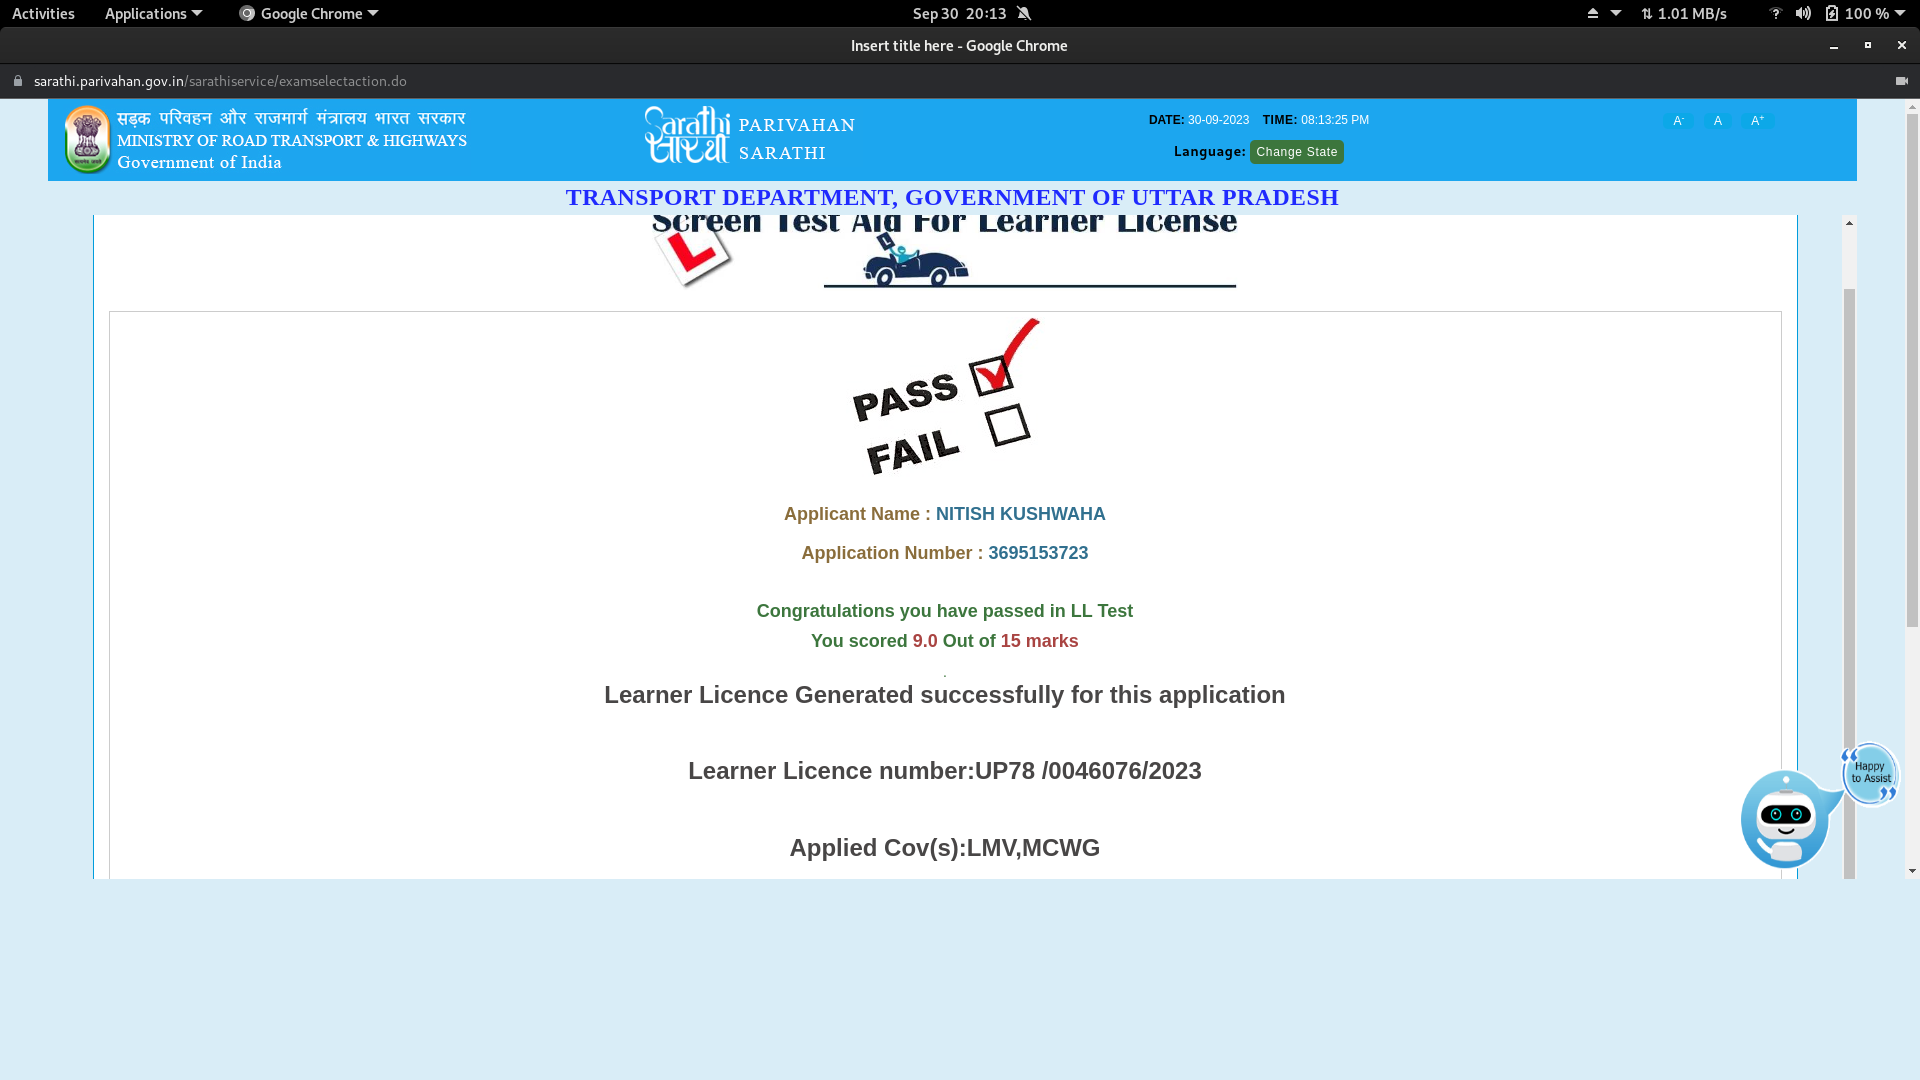 Activities Applications Google Chrome Sep 30 20:13 1.01 MB/s 100 %
Insert title here - Google Chrome
sarathi.parivahan.gov.in/sarathiservice/examselectaction.do
सड़क परिवहन और राजमार्ग मंत्रालय भारत सरकार
MINISTRY OF ROAD TRANSPORT & HIGHWAYS
Government of India
Sarathi
सारथी
PARIVAHAN
SARATHI
DATE: 30-09-2023 TIME: 08:13:25 PM
Language: Change State
A- A A+
TRANSPORT DEPARTMENT, GOVERNMENT OF UTTAR PRADESH
Screen Test Aid For Learner License
L
PASS
FAIL
Applicant Name : NITISH KUSHWAHA
Application Number : 3695153723
Congratulations you have passed in LL Test
You scored 9.0 Out of 15 marks
.
Learner Licence Generated successfully for this application
Learner Licence number:UP78 /0046076/2023
Applied Cov(s):LMV,MCWG
Happy
to Assist